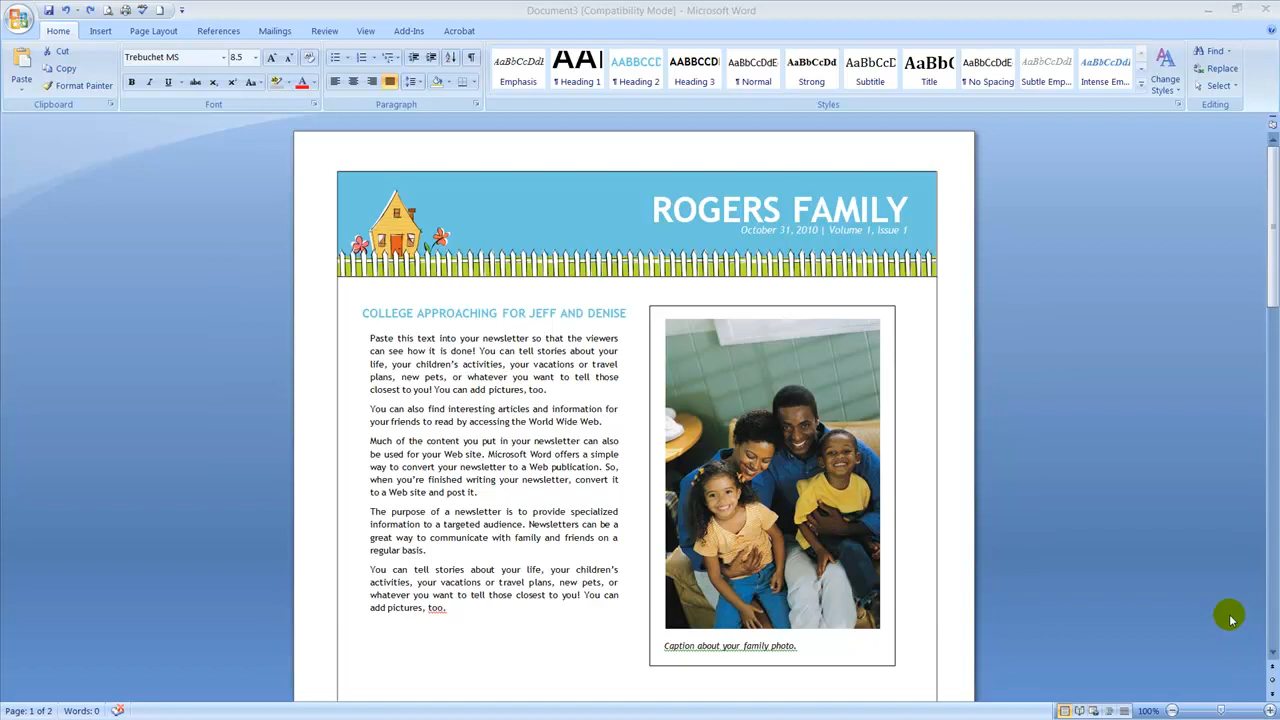 Document3 [Compatibility Mode] - Microsoft Word
Home Insert Page Layout References Mailings Review View Add-Ins Acrobat
Paste
Cut
Copy
Format Painter
Clipboard
Trebuchet MS 8.5
B I U abc x₂ x² Aa
Font
Paragraph
AaBbCcDdI AA AABBCCD AABBCCD AaBbCcDdE AaBbCcDd AaBbCcDd AaBb( AaBbCcDdE AaBbCcDdI AaBbCcDdI
Emphasis ¶ Heading 1 ¶ Heading 2 Heading 3 ¶ Normal Strong Subtitle Title ¶ No Spacing Subtle Emp... Intense Em...
Styles
Change
Styles
Find
Replace
Select
Editing
ROGERS FAMILY
October 31, 2010 | Volume 1, Issue 1
COLLEGE APPROACHING FOR JEFF AND DENISE
Paste this text into your newsletter so that the viewers
can see how it is done! You can tell stories about your
life, your children's activities, your vacations or travel
plans, new pets, or whatever you want to tell those
closest to you! You can add pictures, too.
You can also find interesting articles and information for
your friends to read by accessing the World Wide Web.
Much of the content you put in your newsletter can also
be used for your Web site. Microsoft Word offers a simple
way to convert your newsletter to a Web publication. So,
when you're finished writing your newsletter, convert it
to a Web site and post it.
The purpose of a newsletter is to provide specialized
information to a targeted audience. Newsletters can be a
great way to communicate with family and friends on a
regular basis.
You can tell stories about your life, your children's
activities, your vacations or travel plans, new pets, or
whatever you want to tell those closest to you! You can
add pictures, too.
Caption about your family photo.
Page: 1 of 2 Words: 0
100%